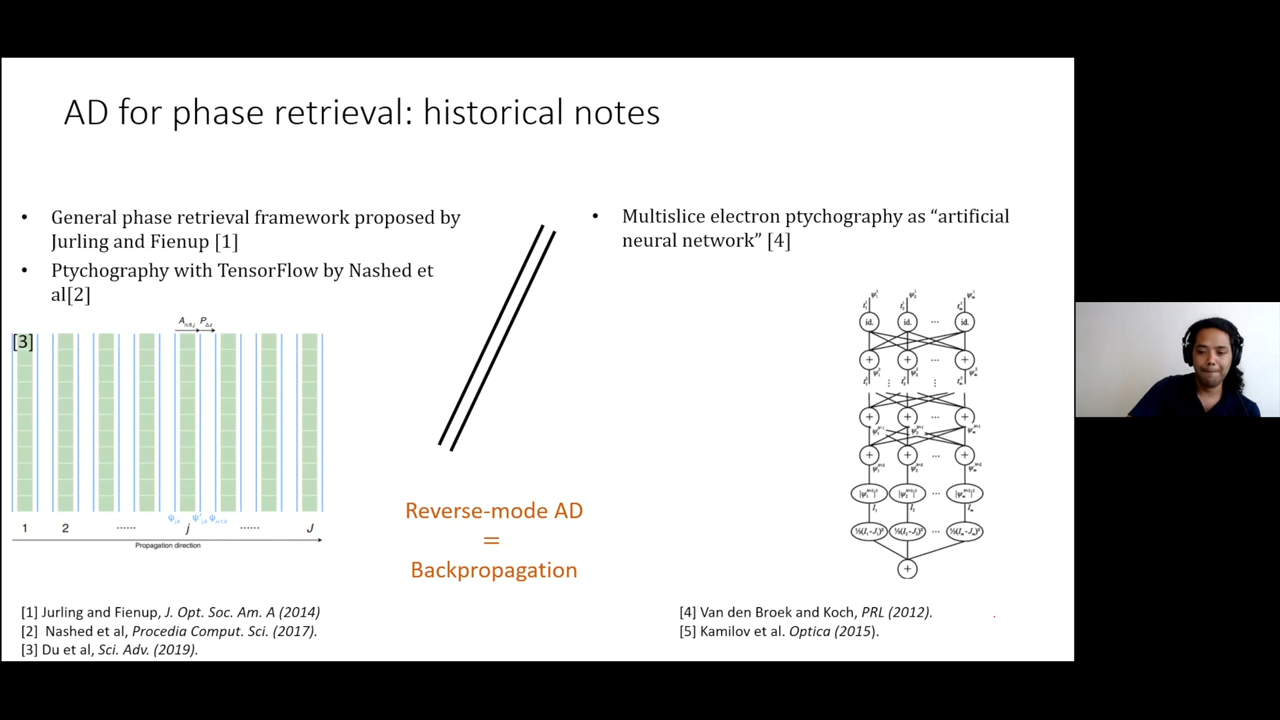 AD for phase retrieval: historical notes
• General phase retrieval framework proposed by
Jurling and Fienup [1]
• Ptychography with TensorFlow by Nashed et
al[2]
[3]
1 2 ...... j ...... J
Propagation direction
Reverse-mode AD
=
Backpropagation
• Multislice electron ptychography as “artificial
neural network” [4]
id. id. ... id.
+ + ... +
+ + ... +
+ + ... +
+
[1] Jurling and Fienup, J. Opt. Soc. Am. A (2014)
[2] Nashed et al, Procedia Comput. Sci. (2017).
[3] Du et al, Sci. Adv. (2019).
[4] Van den Broek and Koch, PRL (2012).
[5] Kamilov et al. Optica (2015).